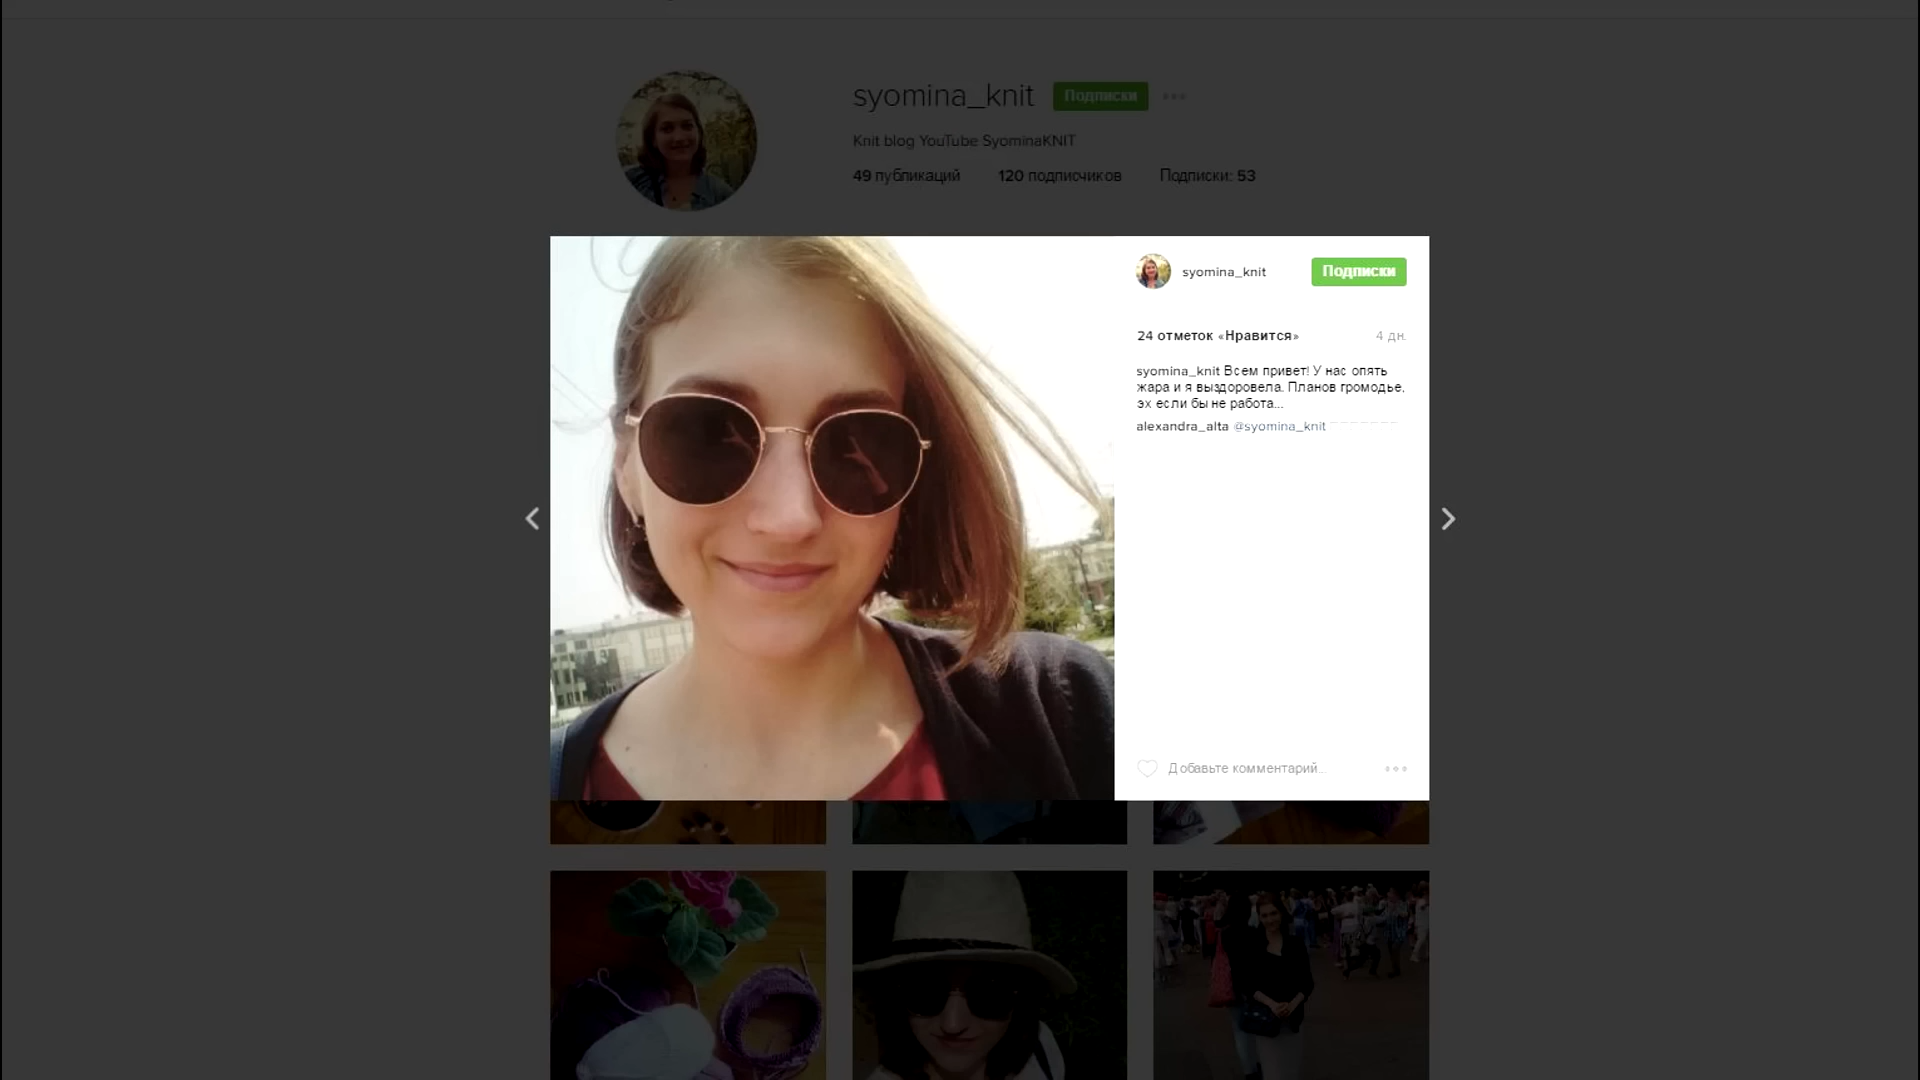 syomina_knit Подписки
Knit blog YouTube SyominaKNIT
49 публикаций 120 подписчиков Подписки: 53
syomina_knit Подписки
24 отметок «Нравится» 4 дн.
syomina_knit Всем привет! У нас опять
жара и я выздоровела. Планов громодье,
эх если бы не работа...
alexandra_alta @syomina_knit
Добавьте комментарий...